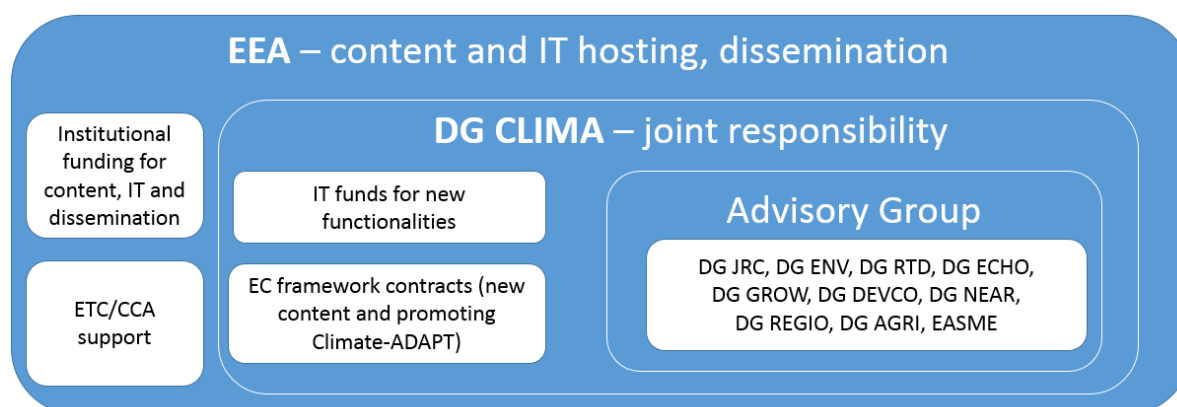 EEA – content and IT hosting, dissemination
Institutional
funding for
content, IT and
dissemination
ETC/CCA
support
DG CLIMA – joint responsibility
IT funds for new
functionalities
EC framework contracts (new
content and promoting
Climate-ADAPT)
Advisory Group
DG JRC, DG ENV, DG RTD, DG ECHO,
DG GROW, DG DEVCO, DG NEAR,
DG REGIO, DG AGRI, EASME